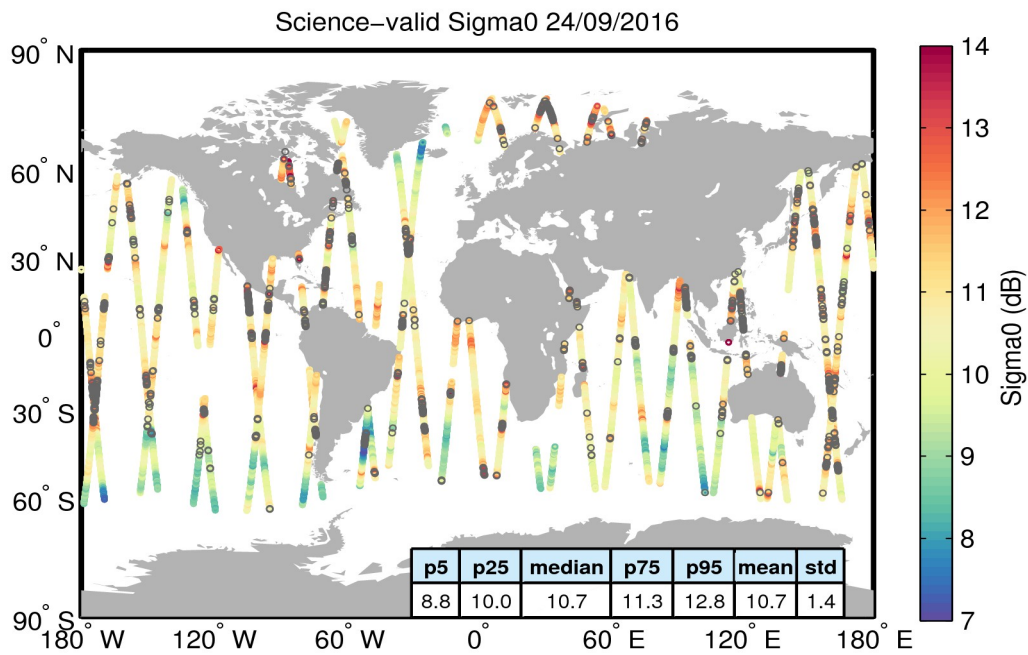 Science−valid Sigma0 24/09/2016
90° N
60° N
30° N
0°
30° S
60° S
90° S
180° W
120° W
60° W
0°
60° E
120° E
180° E
p5 p25 median p75 p95 mean std
8.8 10.0 10.7 11.3 12.8 10.7 1.4
14
13
12
11
10
9
8
7
Sigma0 (dB)